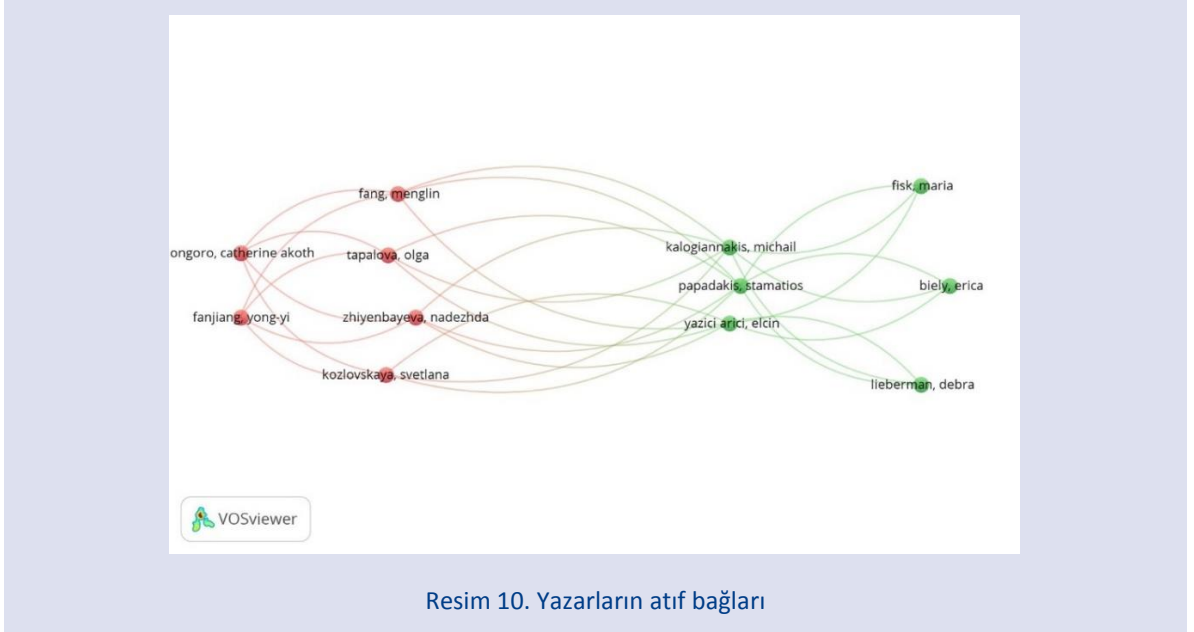 fisk, maria
fang, menglin
kalogiannakis, michail
ongoro, catherine akoth
tapalova, olga
papadakis, stamatios
biely, erica
fanjiang, yong-yi
zhiyenbayeva, nadezhda
yazici arici, elcin
kozlovskaya, svetlana
lieberman, debra
VOSviewer
Resim 10. Yazarların atıf bağları